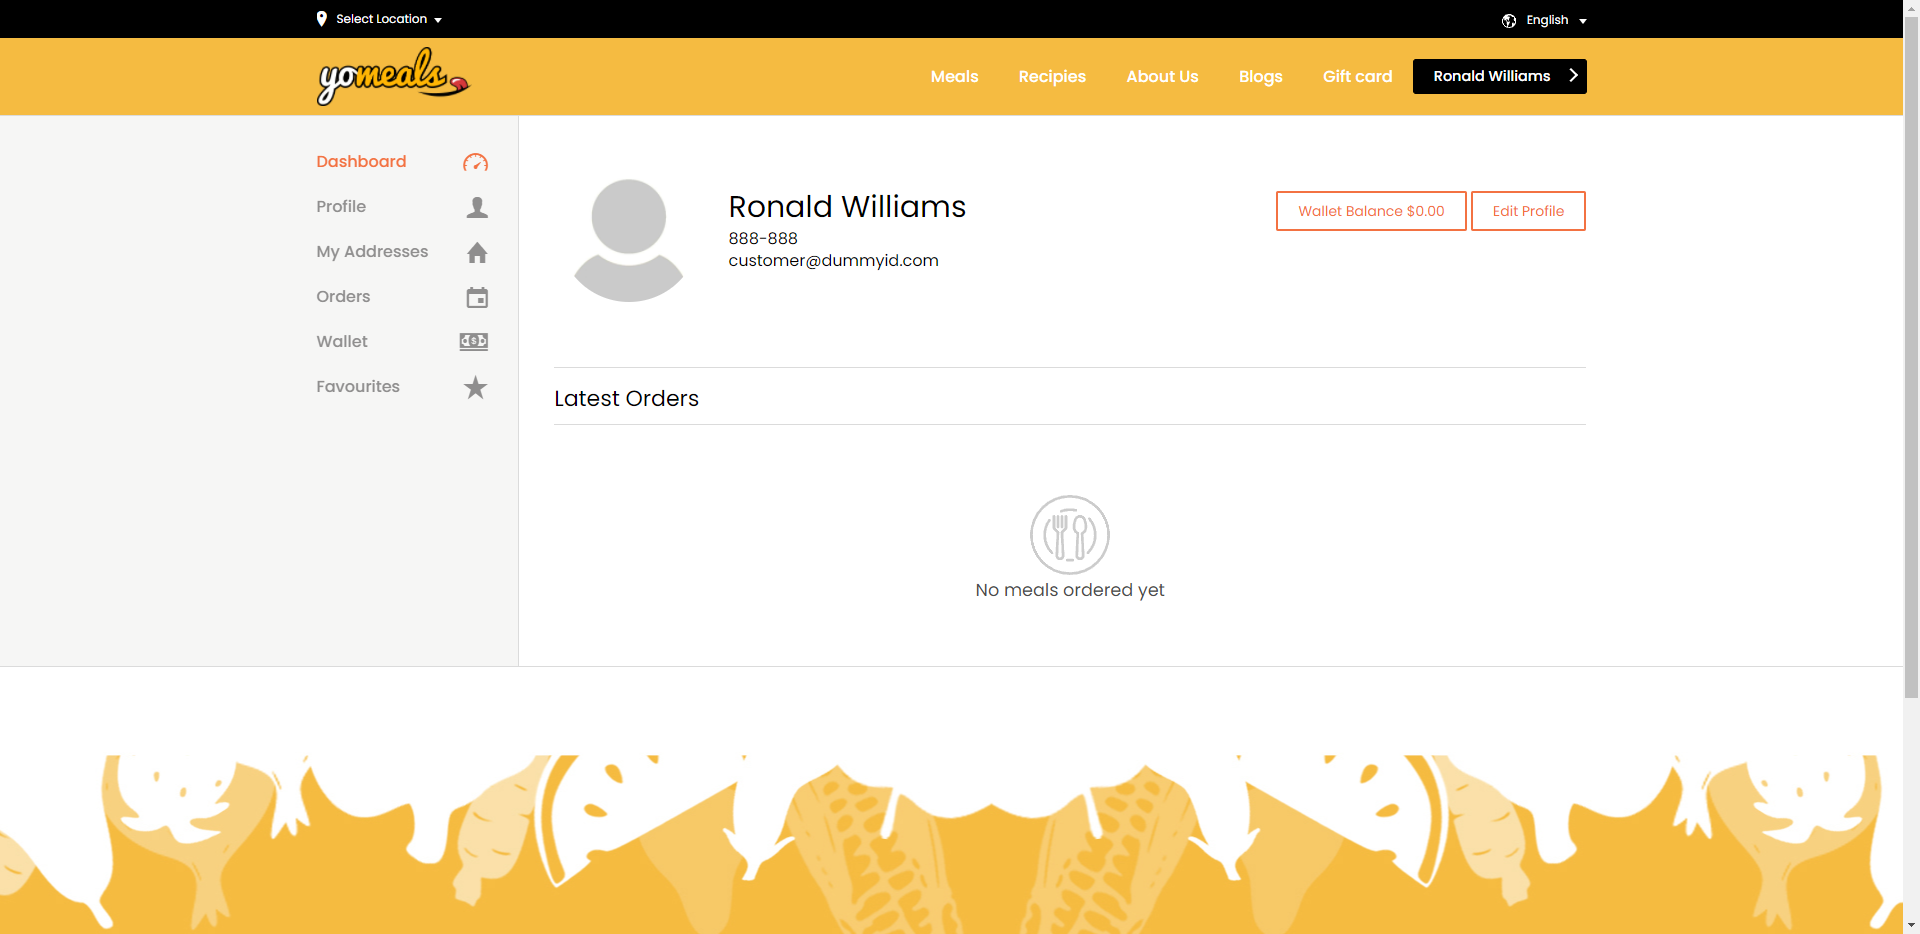 Select Location
English
yomeals
Meals
Recipies
About Us
Blogs
Gift card
Ronald Williams
Dashboard
Profile
My Addresses
Orders
Wallet
Favourites
Ronald Williams
888-888
customer@dummyid.com
Wallet Balance $0.00
Edit Profile
Latest Orders
No meals ordered yet